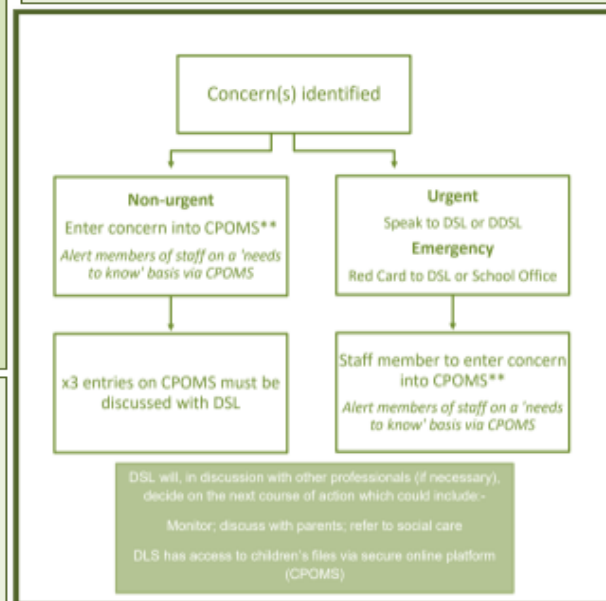 Concern(s) identified
Non-urgent
Enter concern into CPOMS**
Alert members of staff on a 'needs
to know' basis via CPOMS
Urgent
Speak to DSL or DDSL
Emergency
Red Card to DSL or School Office
x3 entries on CPOMS must be
discussed with DSL
Staff member to enter concern
into CPOMS**
Alert members of staff on a 'needs
to know' basis via CPOMS
DSL will, in discussion with other professionals (if necessary),
decide on the next course of action which could include:-
Monitor; discuss with parents; refer to social care
DLS has access to children's files via secure online platform
(CPOMS)